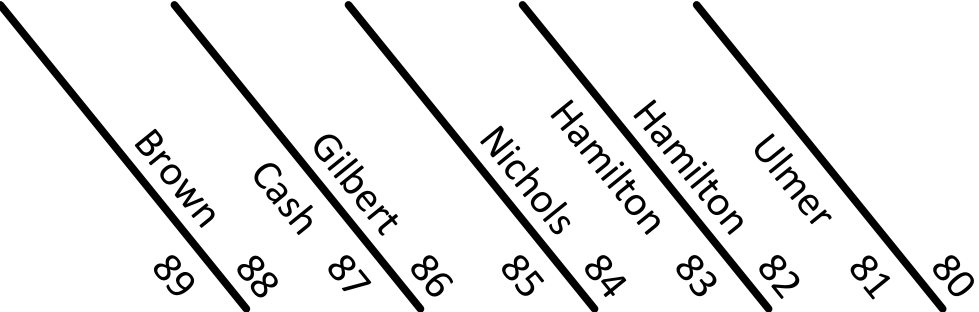 89
Brown 88
Cash 87
Gilbert 86
85
Nichols 84
Hamilton 83
Hamilton 82
Ulmer 81
80